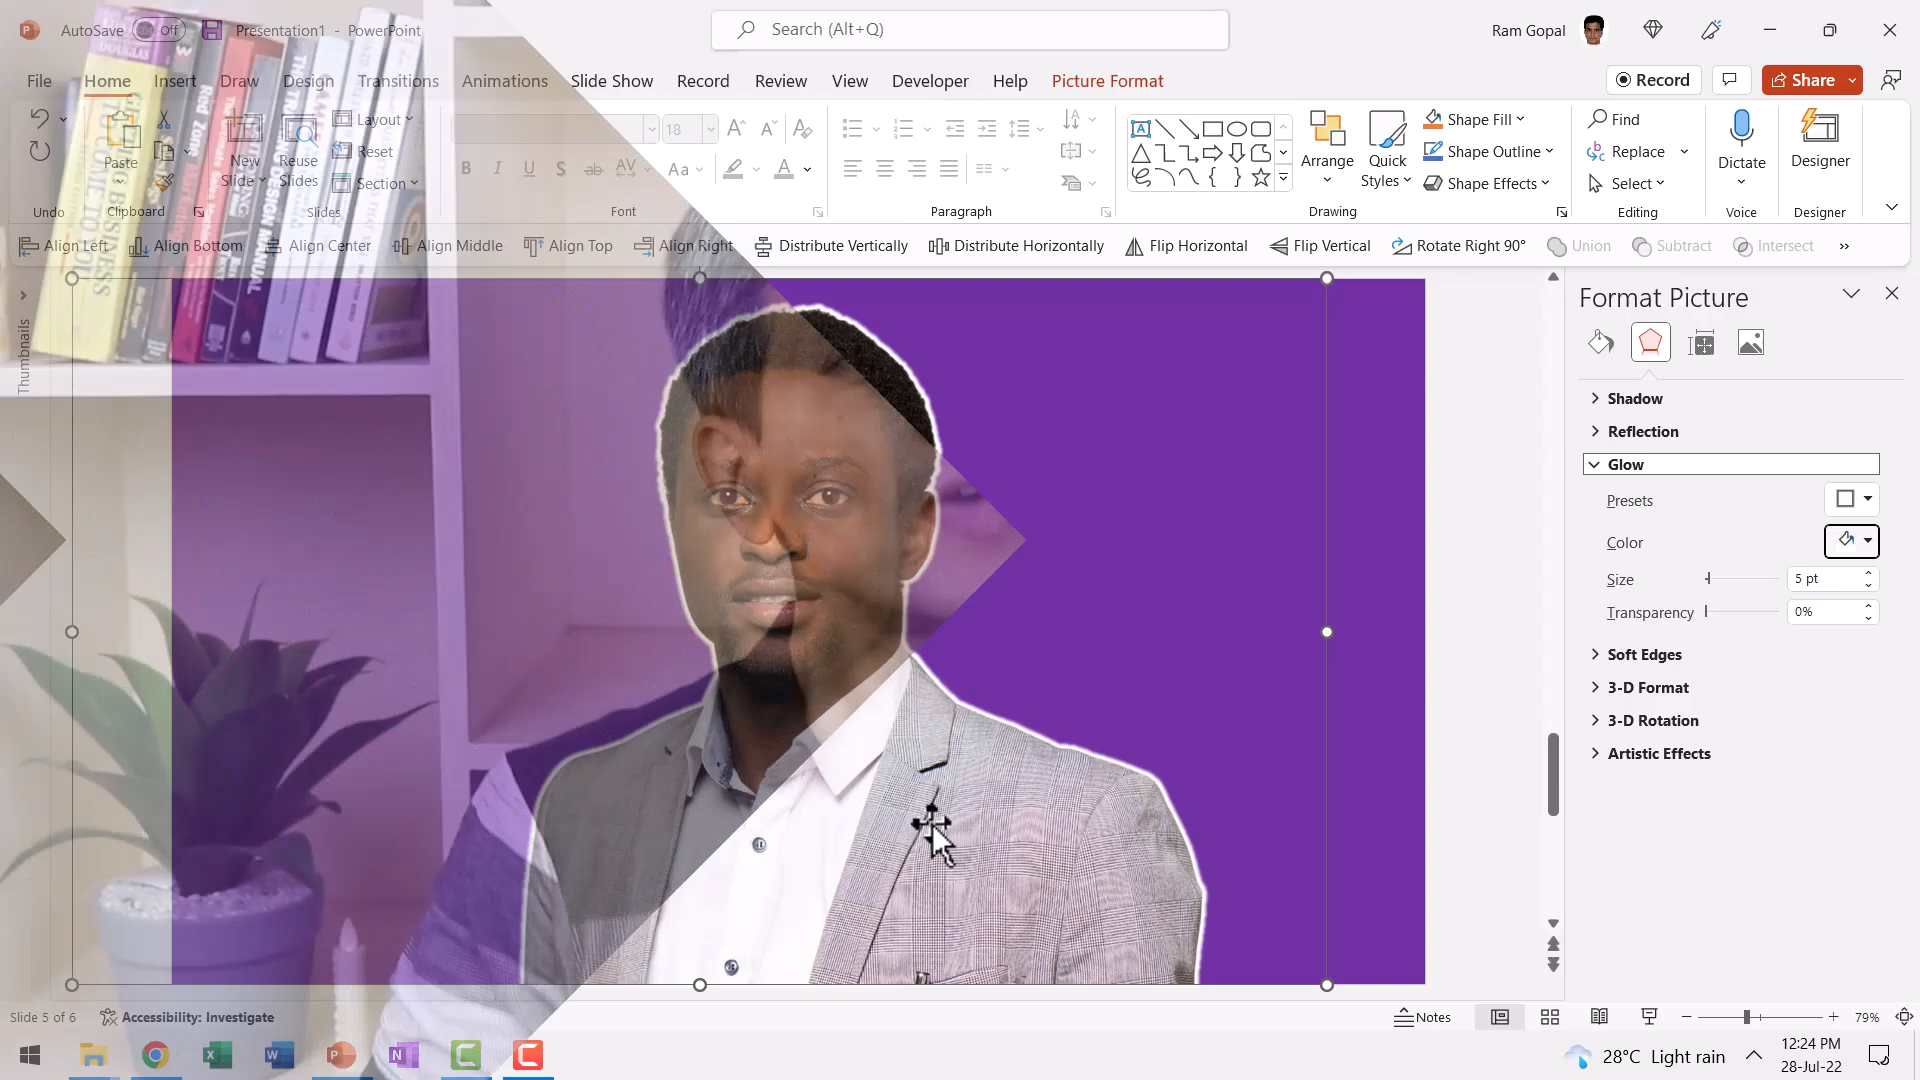 AutoSave Off Presentation1 - PowerPoint Search (Alt+Q) Ram Gopal
File Home Insert Draw Design Transitions Animations Slide Show Record Review View Developer Help Picture Format Record Share
Paste
New Slide
Reuse Slides
Layout
Reset
Section
18
B I U S ab AV Aa A
Arrange
Quick Styles
Shape Fill
Shape Outline
Shape Effects
Find
Replace
Select
Dictate
Designer
Undo Clipboard Slides Font Paragraph Drawing Editing Voice Designer
Align Left Align Bottom Align Center Align Middle Align Top Align Right Distribute Vertically Distribute Horizontally Flip Horizontal Flip Vertical Rotate Right 90° Union Subtract Intersect »
Thumbnails
DOUGLAS
Format Picture
Shadow
Reflection
Glow
Presets
Color
Size 5 pt
Transparency 0%
Soft Edges
3-D Format
3-D Rotation
Artistic Effects
Slide 5 of 6 Accessibility: Investigate Notes 79%
28°C Light rain 12:24 PM
28-Jul-22